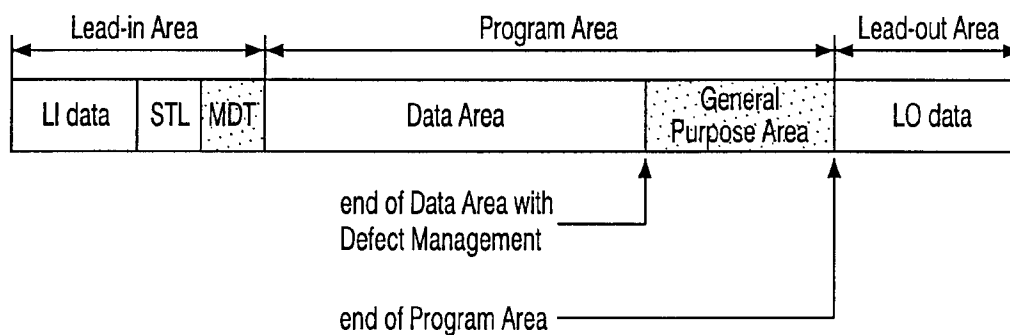 Lead-in Area Program Area Lead-out Area
LI data STL MDT Data Area General Purpose Area LO data
end of Data Area with
Defect Management
end of Program Area